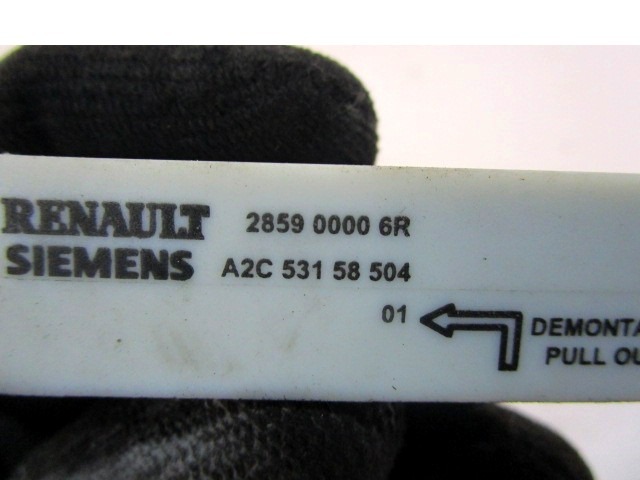 RENAULT 2859 0000 6R
SIEMENS A2C 531 58 504
01
DEMONTA
PULL OU